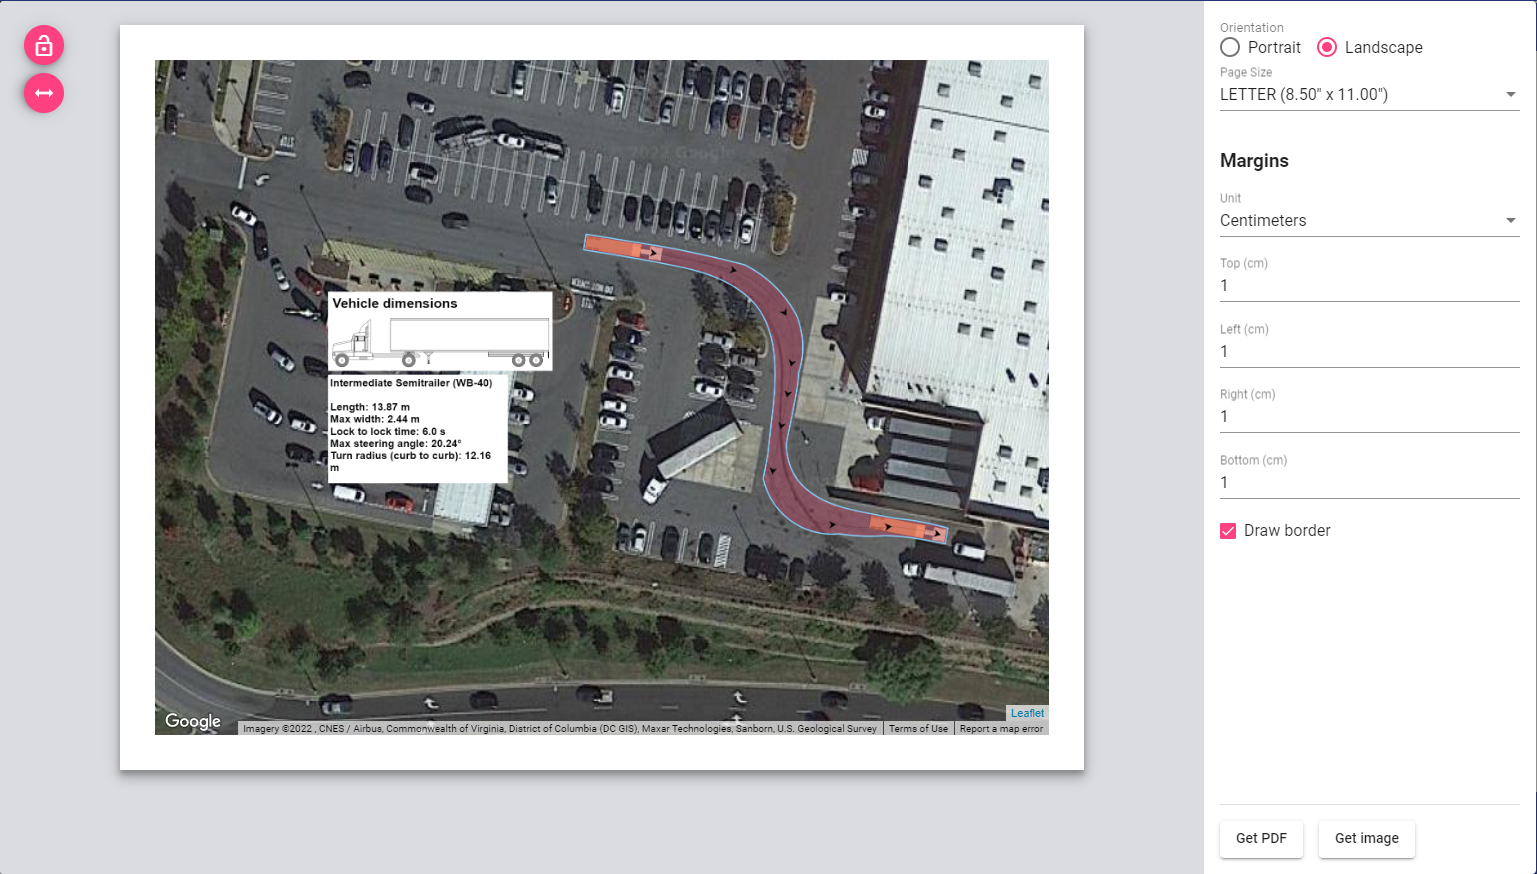 Orientation
Portrait
Landscape
Page Size
LETTER (8.50" x 11.00")
Margins
Unit
Centimeters
Top (cm)
1
Left (cm)
1
Right (cm)
1
Bottom (cm)
1
Draw border
Get PDF
Get image
Vehicle dimensions
Intermediate Semitrailer (WB-40)
Length: 13.87 m
Max width: 2.44 m
Lock to lock time: 6.0 s
Max steering angle: 20.24°
Turn radius (curb to curb): 12.16
m
Google
Leaflet
Imagery ©2022 , CNES / Airbus, Commonwealth of Virginia, District of Columbia (DC GIS), Maxar Technologies, Sanborn, U.S. Geological Survey
Terms of Use
Report a map error